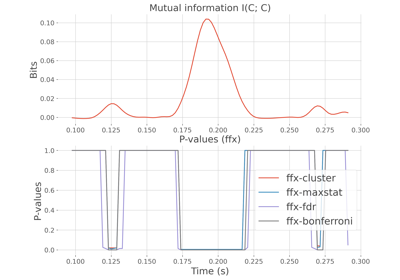 Mutual information I(C; C)
0.10
0.08
0.06
0.04
0.02
0.00
Bits
0.100 0.125 0.150 0.175 0.200 0.225 0.250 0.275 0.300
P-values (ffx)
1.0
0.8
0.6
0.4
0.2
0.0
P-values
ffx-cluster
ffx-maxstat
ffx-fdr
ffx-bonferroni
0.100 0.125 0.150 0.175 0.200 0.225 0.250 0.275 0.300
Time (s)